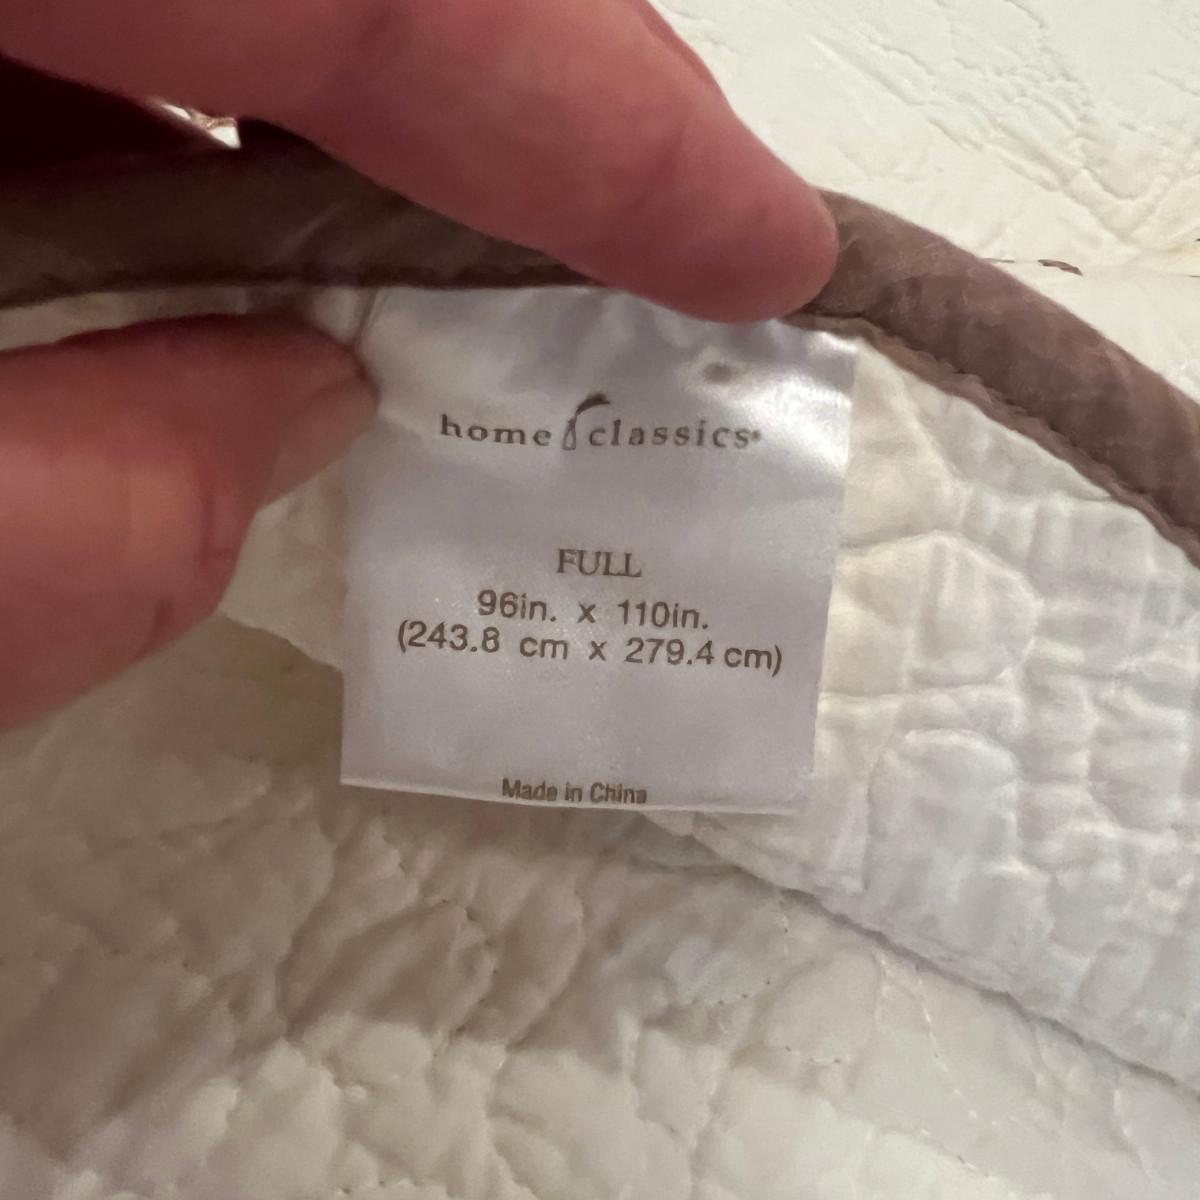 home classics®
FULL
96in. x 110in.
(243.8 cm x 279.4 cm)
Made in China